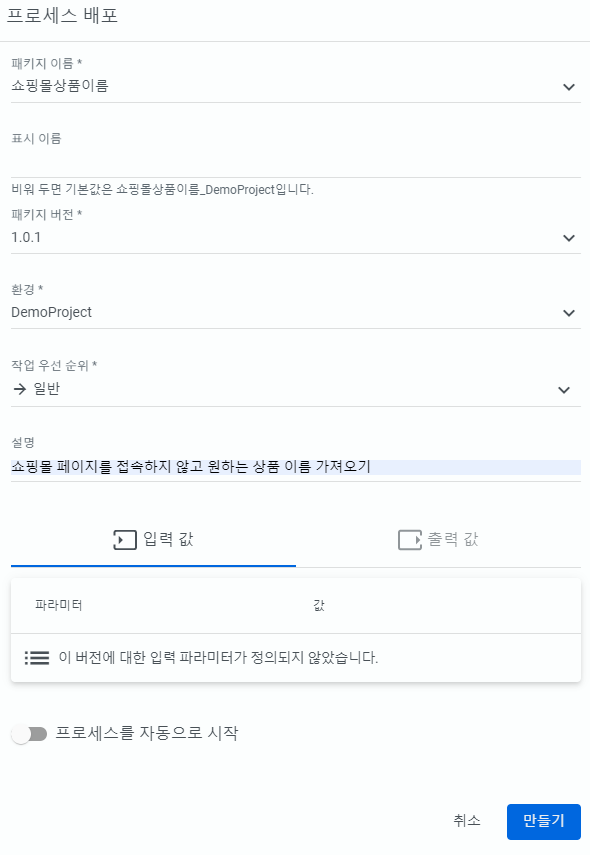 프로세스 배포
패키지 이름 *
쇼핑몰상품이름
표시 이름
비워 두면 기본값은 쇼핑몰상품이름_DemoProject입니다.
패키지 버전 *
1.0.1
환경 *
DemoProject
작업 우선 순위 *
일반
설명
쇼핑몰 페이지를 접속하지 않고 원하는 상품 이름 가져오기
입력 값 출력 값
파라미터 값
이 버전에 대한 입력 파라미터가 정의되지 않았습니다.
프로세스를 자동으로 시작
취소 만들기